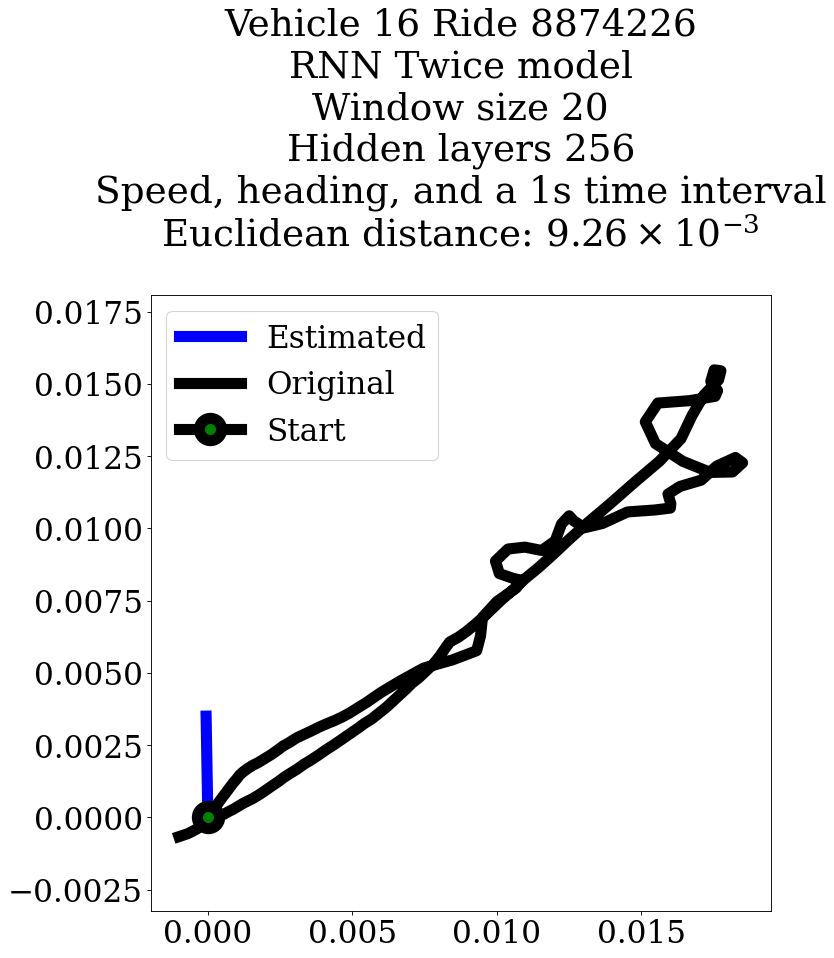 Vehicle 16 Ride 8874226
RNN Twice model
Window size 20
Hidden layers 256
Speed, heading, and a 1s time interval
Euclidean distance: 9.26 × 10⁻³
0.0175
0.0150
0.0125
0.0100
0.0075
0.0050
0.0025
0.0000
−0.0025
Estimated
Original
Start
0.000 0.005 0.010 0.015